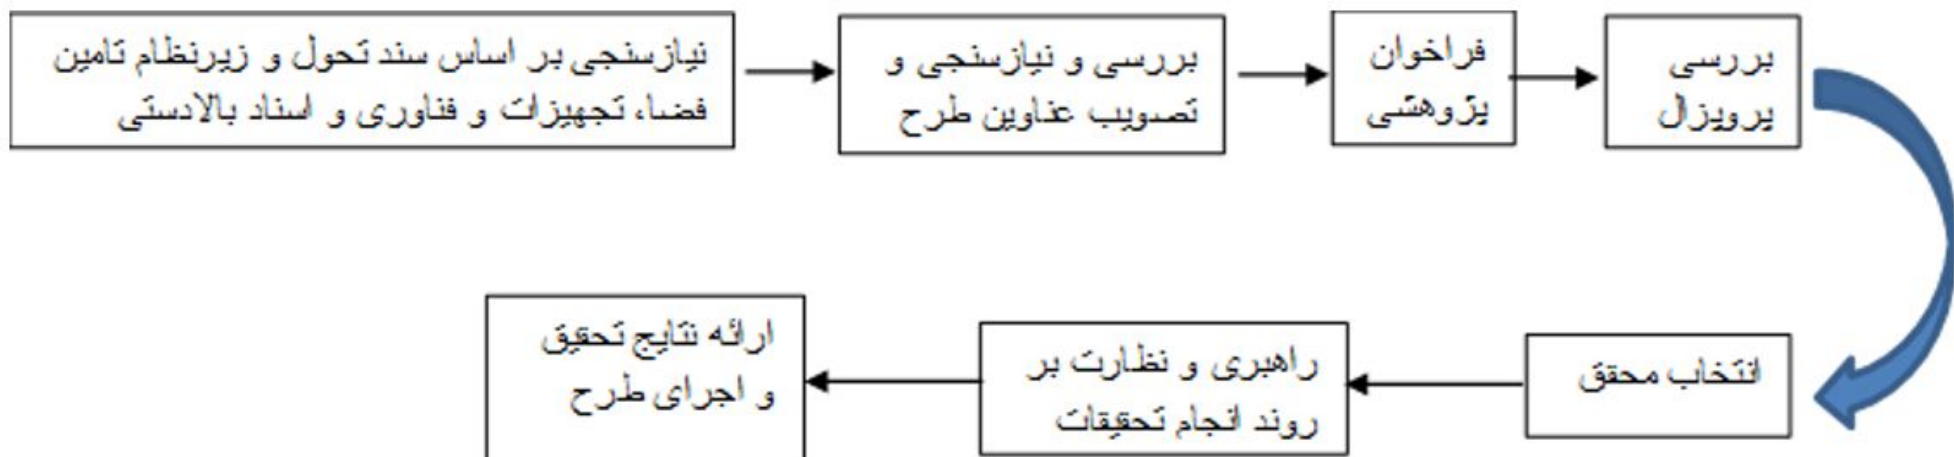 نیازسنجی بر اساس سند تحول و زیرنظام تامین
فضا، تجهیزات و فناوری و اسناد بالادستی
بررسی و نیازسنجی و
تصویب عناوین طرح
فراخوان
پژوهشی
بررسی
پروپزال
انتخاب محقق
راهبری و نظارت بر
روند انجام تحقیقات
ارائه نتایج تحقیق
و اجرای طرح